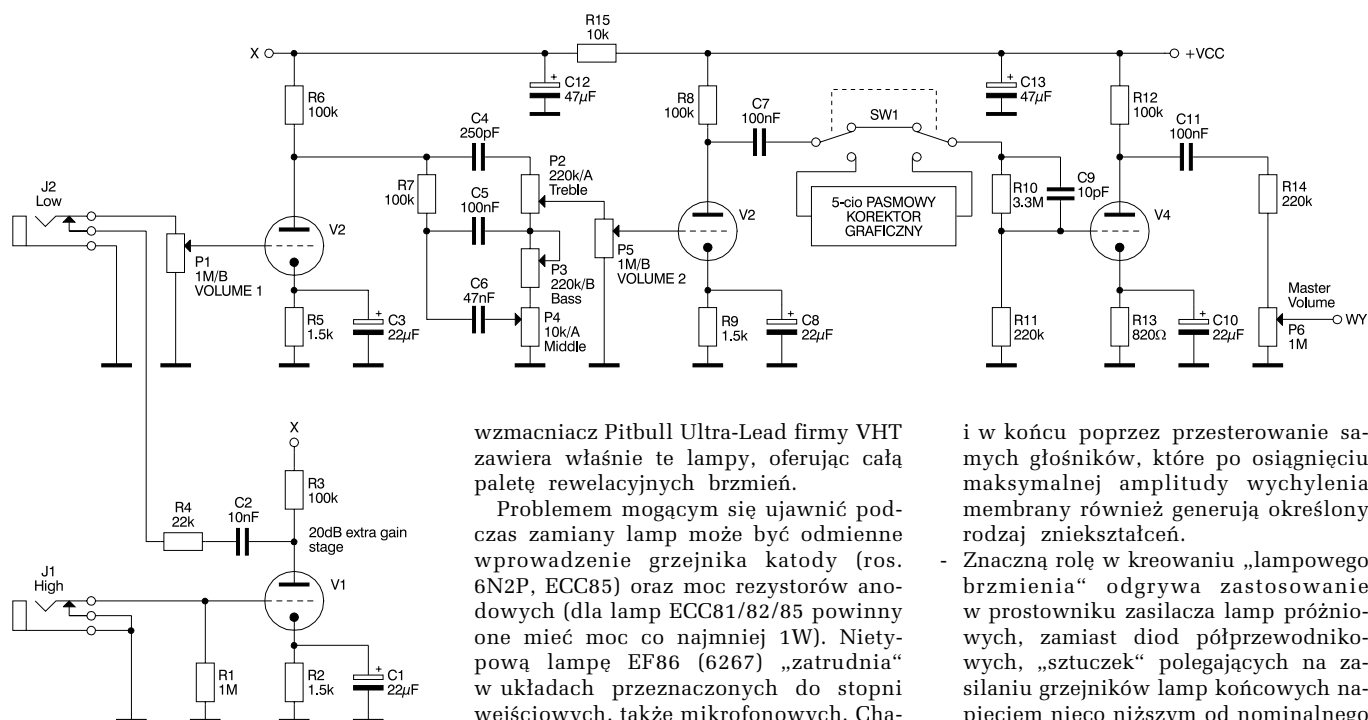 R15
10k
X
+VCC
R6
100k
C12
47µF
R8
100k
C7
100nF
SW1
C13
47µF
R12
100k
C11
100nF
C4
250pF
R7
100k
P2
220k/A
Treble
C5
100nF
R10
3.3M
C9
10pF
R14
220k
J2
Low
P1
1M/B
VOLUME 1
V2
P5
1M/B
VOLUME 2
V2
5-cio PASMOWY
KOREKTOR
GRAFICZNY
V4
P3
220k/B
Bass
C6
47nF
P4
10k/A
Middle
R5
1.5k
C3
22µF
R9
1.5k
C8
22µF
R11
220k
R13
820Ω
C10
22µF
Master
Volume
P6
1M
WY
X
R3
100k
R4
22k
C2
10nF
20dB extra gain
stage
J1
High
V1
R1
1M
R2
1.5k
C1
22µF
wzmacniacz Pitbull Ultra-Lead firmy VHT
zawiera właśnie te lampy, oferując całą
paletę rewelacyjnych brzmień.
Problemem mogącym się ujawnić pod-
czas zamiany lamp może być odmienne
wprowadzenie grzejnika katody (ros.
6N2P, ECC85) oraz moc rezystorów ano-
dowych (dla lamp ECC81/82/85 powinny
one mieć moc co najmniej 1W). Niety-
pową lampę EF86 (6267) „zatrudnia“
w układach przeznaczonych do stopni
wejściowych, także mikrofonowych. Cha-
i w końcu poprzez przesterowanie sa-
mych głośników, które po osiągnięciu
maksymalnej amplitudy wychylenia
membrany również generują określony
rodzaj zniekształceń.
- Znaczną rolę w kreowaniu „lampowego
brzmienia“ odgrywa zastosowanie
w prostowniku zasilacza lamp próżnio-
wych, zamiast diod półprzewodniko-
wych, „sztuczek“ polegających na za-
silaniu grzejników lamp końcowych na-
pięciem nieco niższym od nominalnego